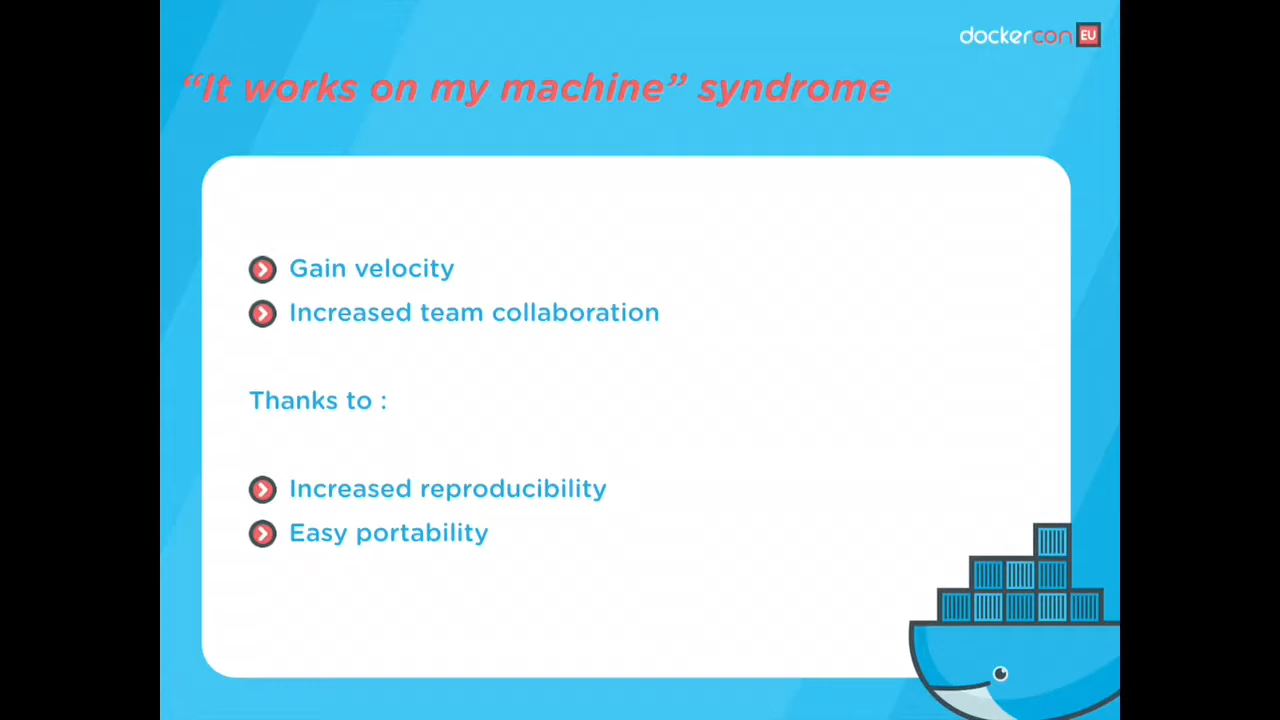 dockercon EU
“It works on my machine” syndrome
Gain velocity
Increased team collaboration
Thanks to :
Increased reproducibility
Easy portability